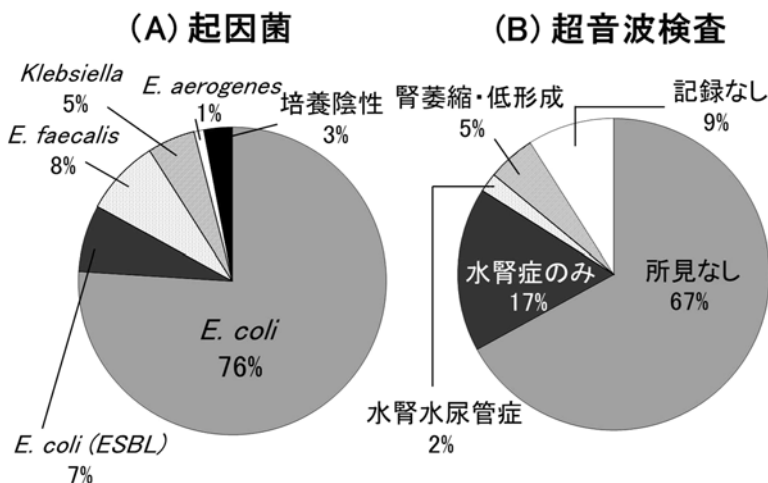 (A) 起因菌
Klebsiella
5%
E. aerogenes
1%
培養陰性
3%
E. faecalis
8%
E. coli
76%
E. coli (ESBL)
7%
(B) 超音波検査
腎萎縮・低形成
5%
記録なし
9%
水腎症のみ
17%
所見なし
67%
水腎水尿管症
2%